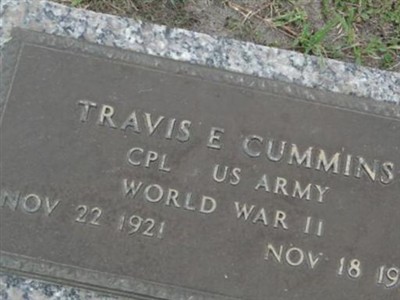 TRAVIS E CUMMINS
CPL US ARMY
WORLD WAR II
NOV 22 1921 NOV 18